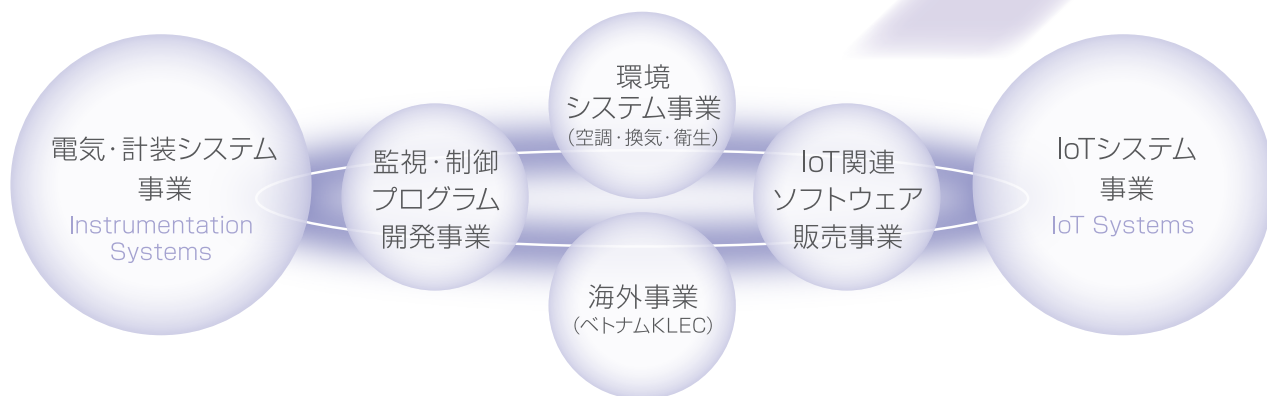 電気・計装システム
事業
Instrumentation
Systems
監視・制御
プログラム
開発事業
環境
システム事業
(空調・換気・衛生)
海外事業
(ベトナムKLEC)
IoT関連
ソフトウェア
販売事業
IoTシステム
事業
IoT Systems